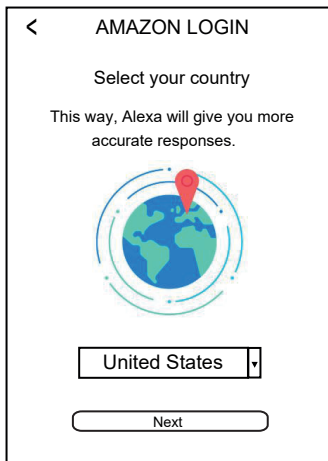 AMAZON LOGIN
Select your country
This way, Alexa will give you more
accurate responses.
United States
Next